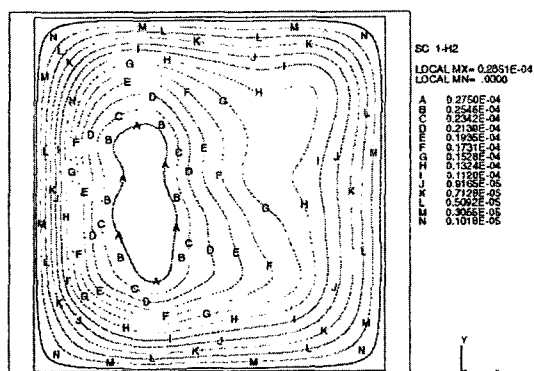 SC 1-H2
LOCAL MX= 0.2851E-04
LOCAL MN= .0000
A 0.2750E-04
B 0.2546E-04
C 0.2342E-04
D 0.2138E-04
E 0.1935E-04
F 0.1731E-04
G 0.1528E-04
H 0.1324E-04
I 0.1120E-04
J 0.9165E-05
K 0.7128E-05
L 0.5092E-05
M 0.3055E-05
N 0.1018E-05
Y